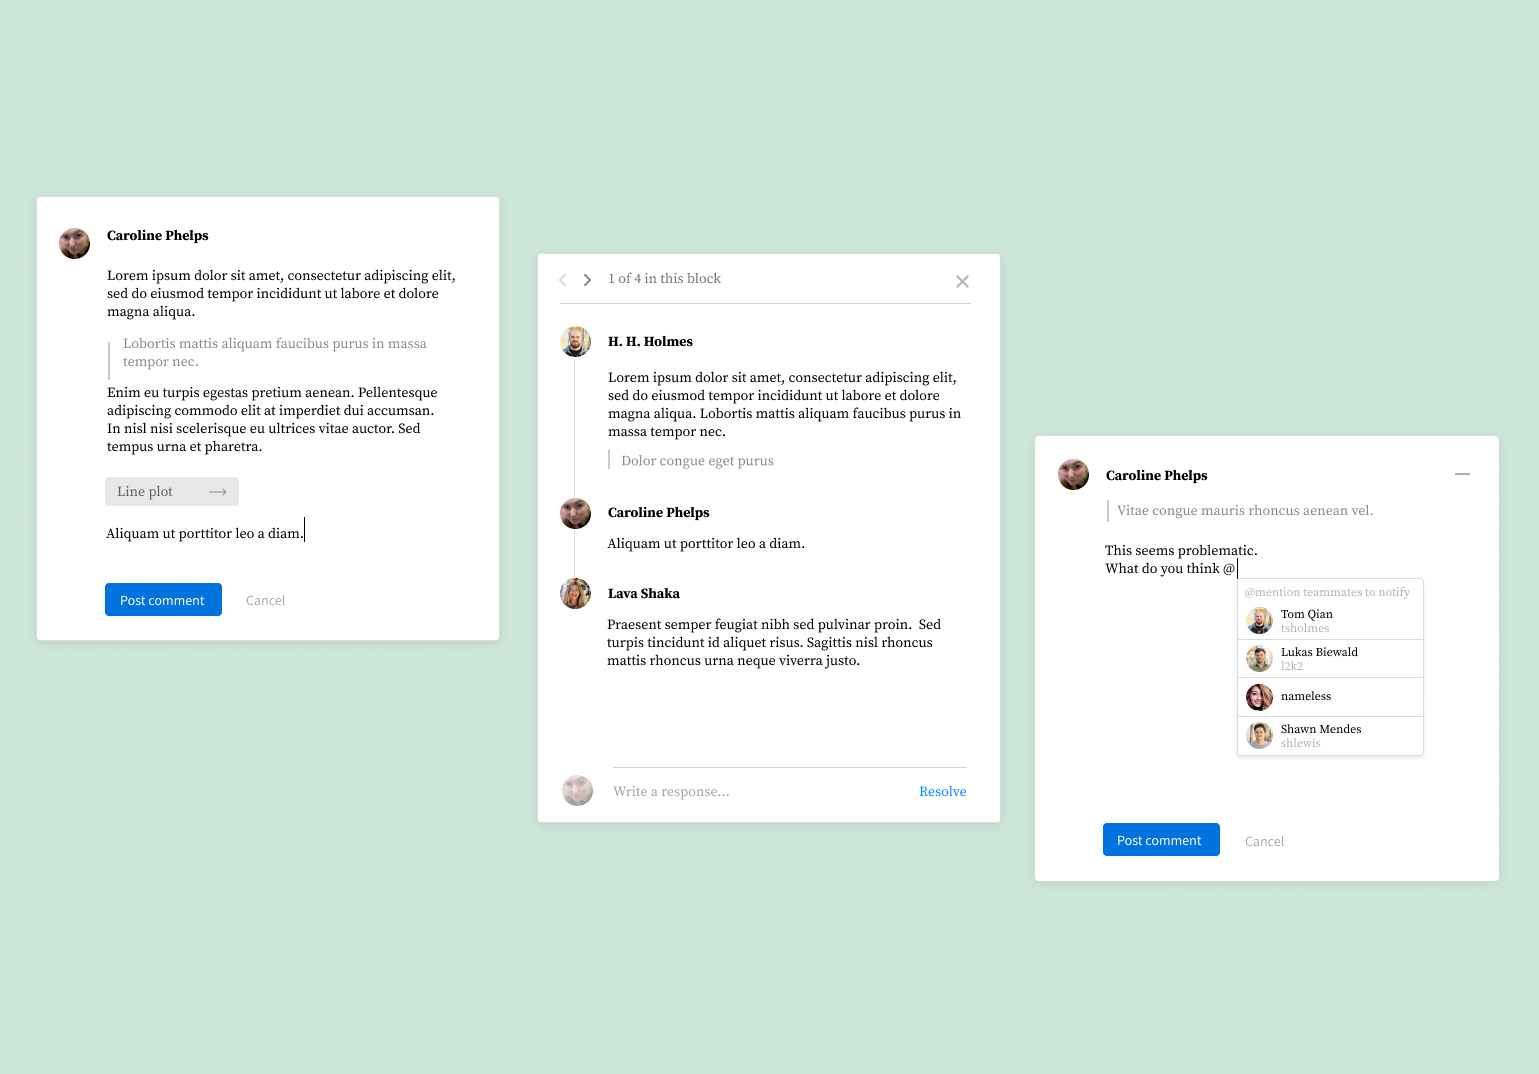 Caroline Phelps
Lorem ipsum dolor sit amet, consectetur adipiscing elit,
sed do eiusmod tempor incididunt ut labore et dolore
magna aliqua.
Lobortis mattis aliquam faucibus purus in massa
tempor nec.
Enim eu turpis egestas pretium aenean. Pellentesque
adipiscing commodo elit at imperdiet dui accumsan.
In nisl nisi scelerisque eu ultrices vitae auctor. Sed
tempus urna et pharetra.
Line plot
Aliquam ut porttitor leo a diam.
Post comment
Cancel
1 of 4 in this block
H. H. Holmes
Lorem ipsum dolor sit amet, consectetur adipiscing elit,
sed do eiusmod tempor incididunt ut labore et dolore
magna aliqua. Lobortis mattis aliquam faucibus purus in
massa tempor nec.
Dolor congue eget purus
Caroline Phelps
Aliquam ut porttitor leo a diam.
Lava Shaka
Praesent semper feugiat nibh sed pulvinar proin.  Sed
turpis tincidunt id aliquet risus. Sagittis nisl rhoncus
mattis rhoncus urna neque viverra justo.
Write a response...
Resolve
Caroline Phelps
Vitae congue mauris rhoncus aenean vel.
This seems problematic.
What do you think @
@mention teammates to notify
Tom Qian
tsholmes
Lukas Biewald
l2k2
nameless
Shawn Mendes
shlewis
Post comment
Cancel